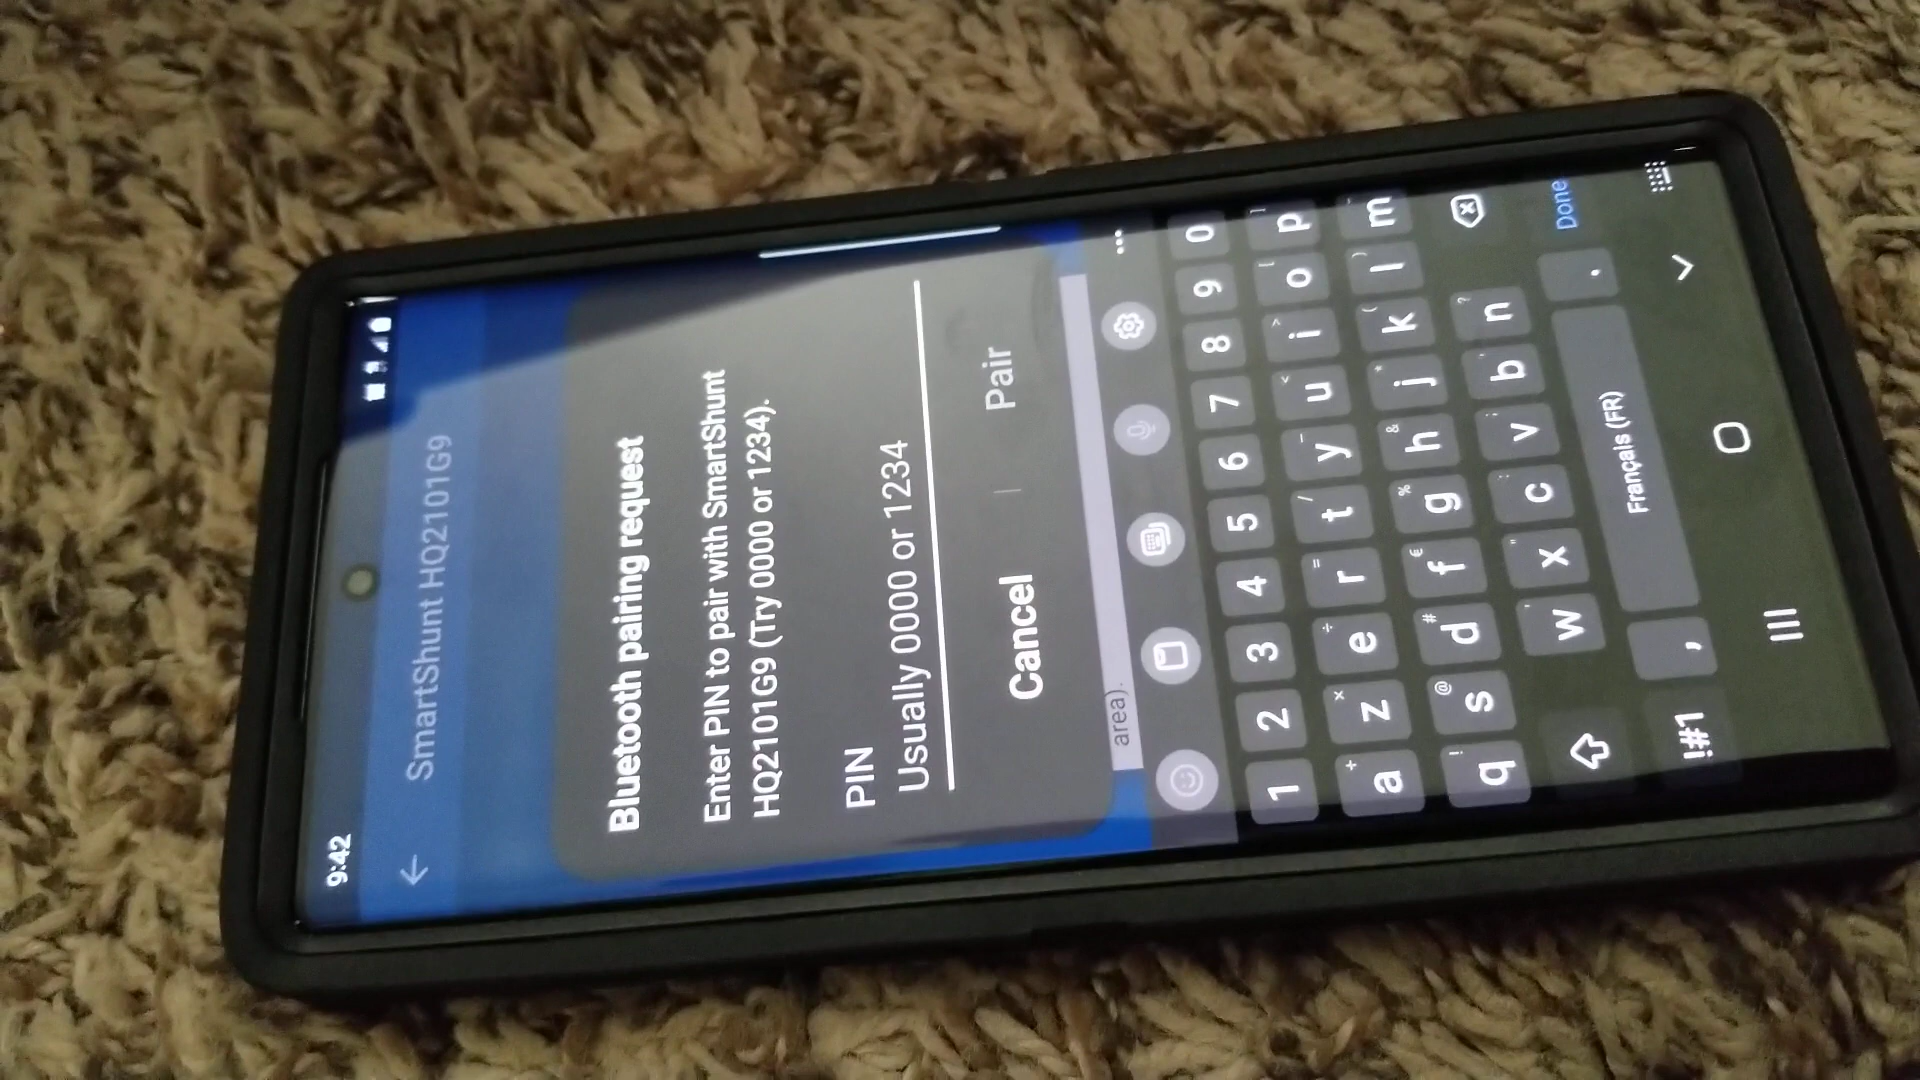 9:42
SmartShunt HQ2101G9
Bluetooth pairing request
Enter PIN to pair with SmartShunt
HQ2101G9 (Try 0000 or 1234).
PIN
Usually 0000 or 1234
Cancel | Pair
area).
1 2 3 4 5 6 7 8 9 0
a z e r t y u i o p
q s d f g h j k l m
w x c v b n
!#1 , Français (FR) . Done